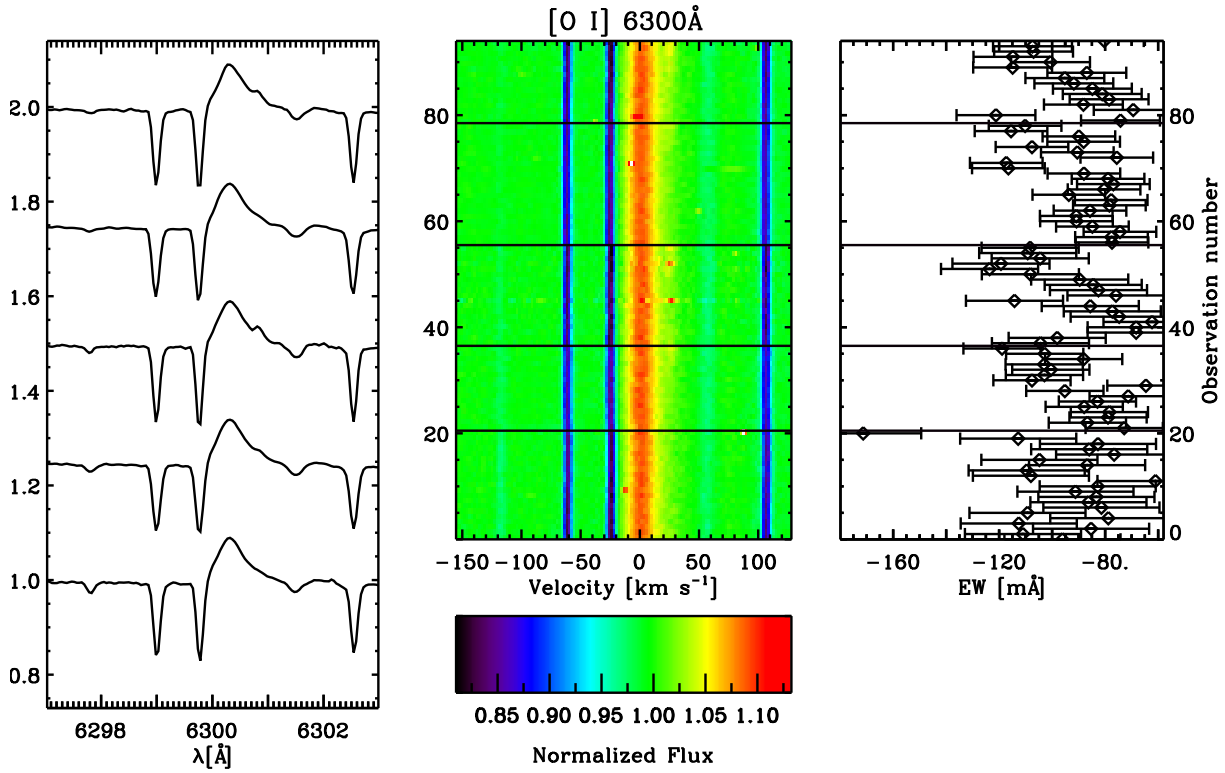 [O I] 6300Å
2.0
1.8
1.6
1.4
1.2
1.0
0.8
6298 6300 6302
λ[Å]
80
60
40
20
-150 -100 -50 0 50 100
Velocity [km s⁻¹]
0.85 0.90 0.95 1.00 1.05 1.10
Normalized Flux
80
60
40
20
0
Observation number
-160 -120 -80.
EW [mÅ]